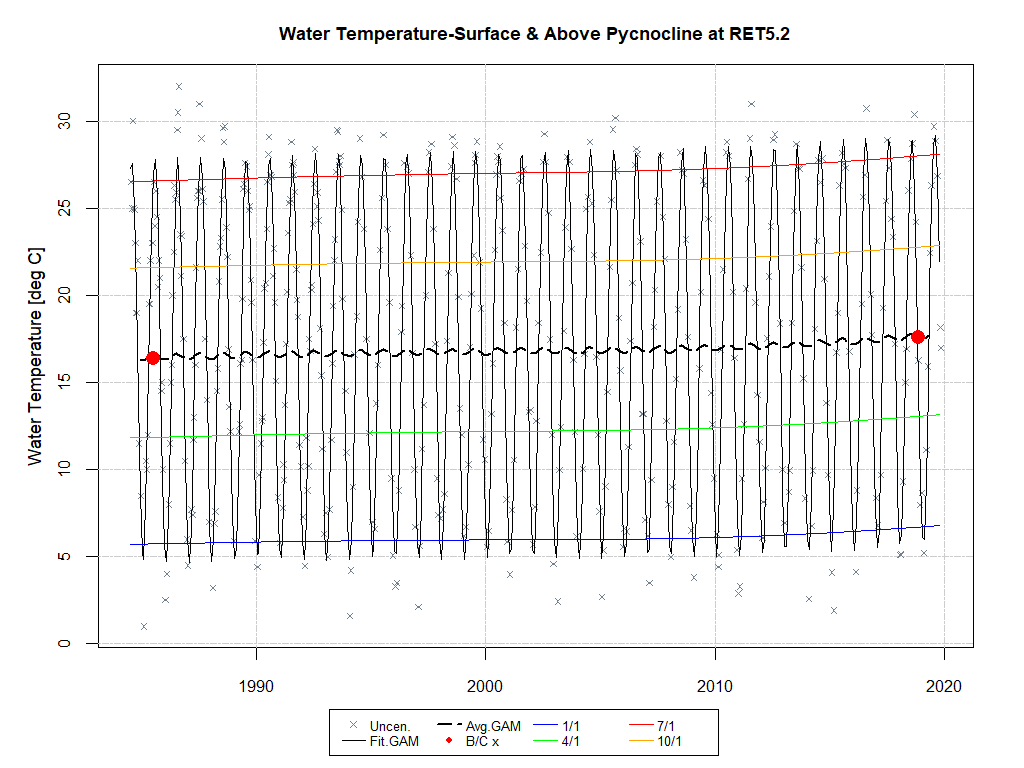 Water Temperature-Surface & Above Pycnocline at RET5.2
Water Temperature [deg C]
30
25
20
15
10
5
0
1990 2000 2010 2020
Uncen. Avg.GAM 1/1 7/1
Fit.GAM B/C x 4/1 10/1